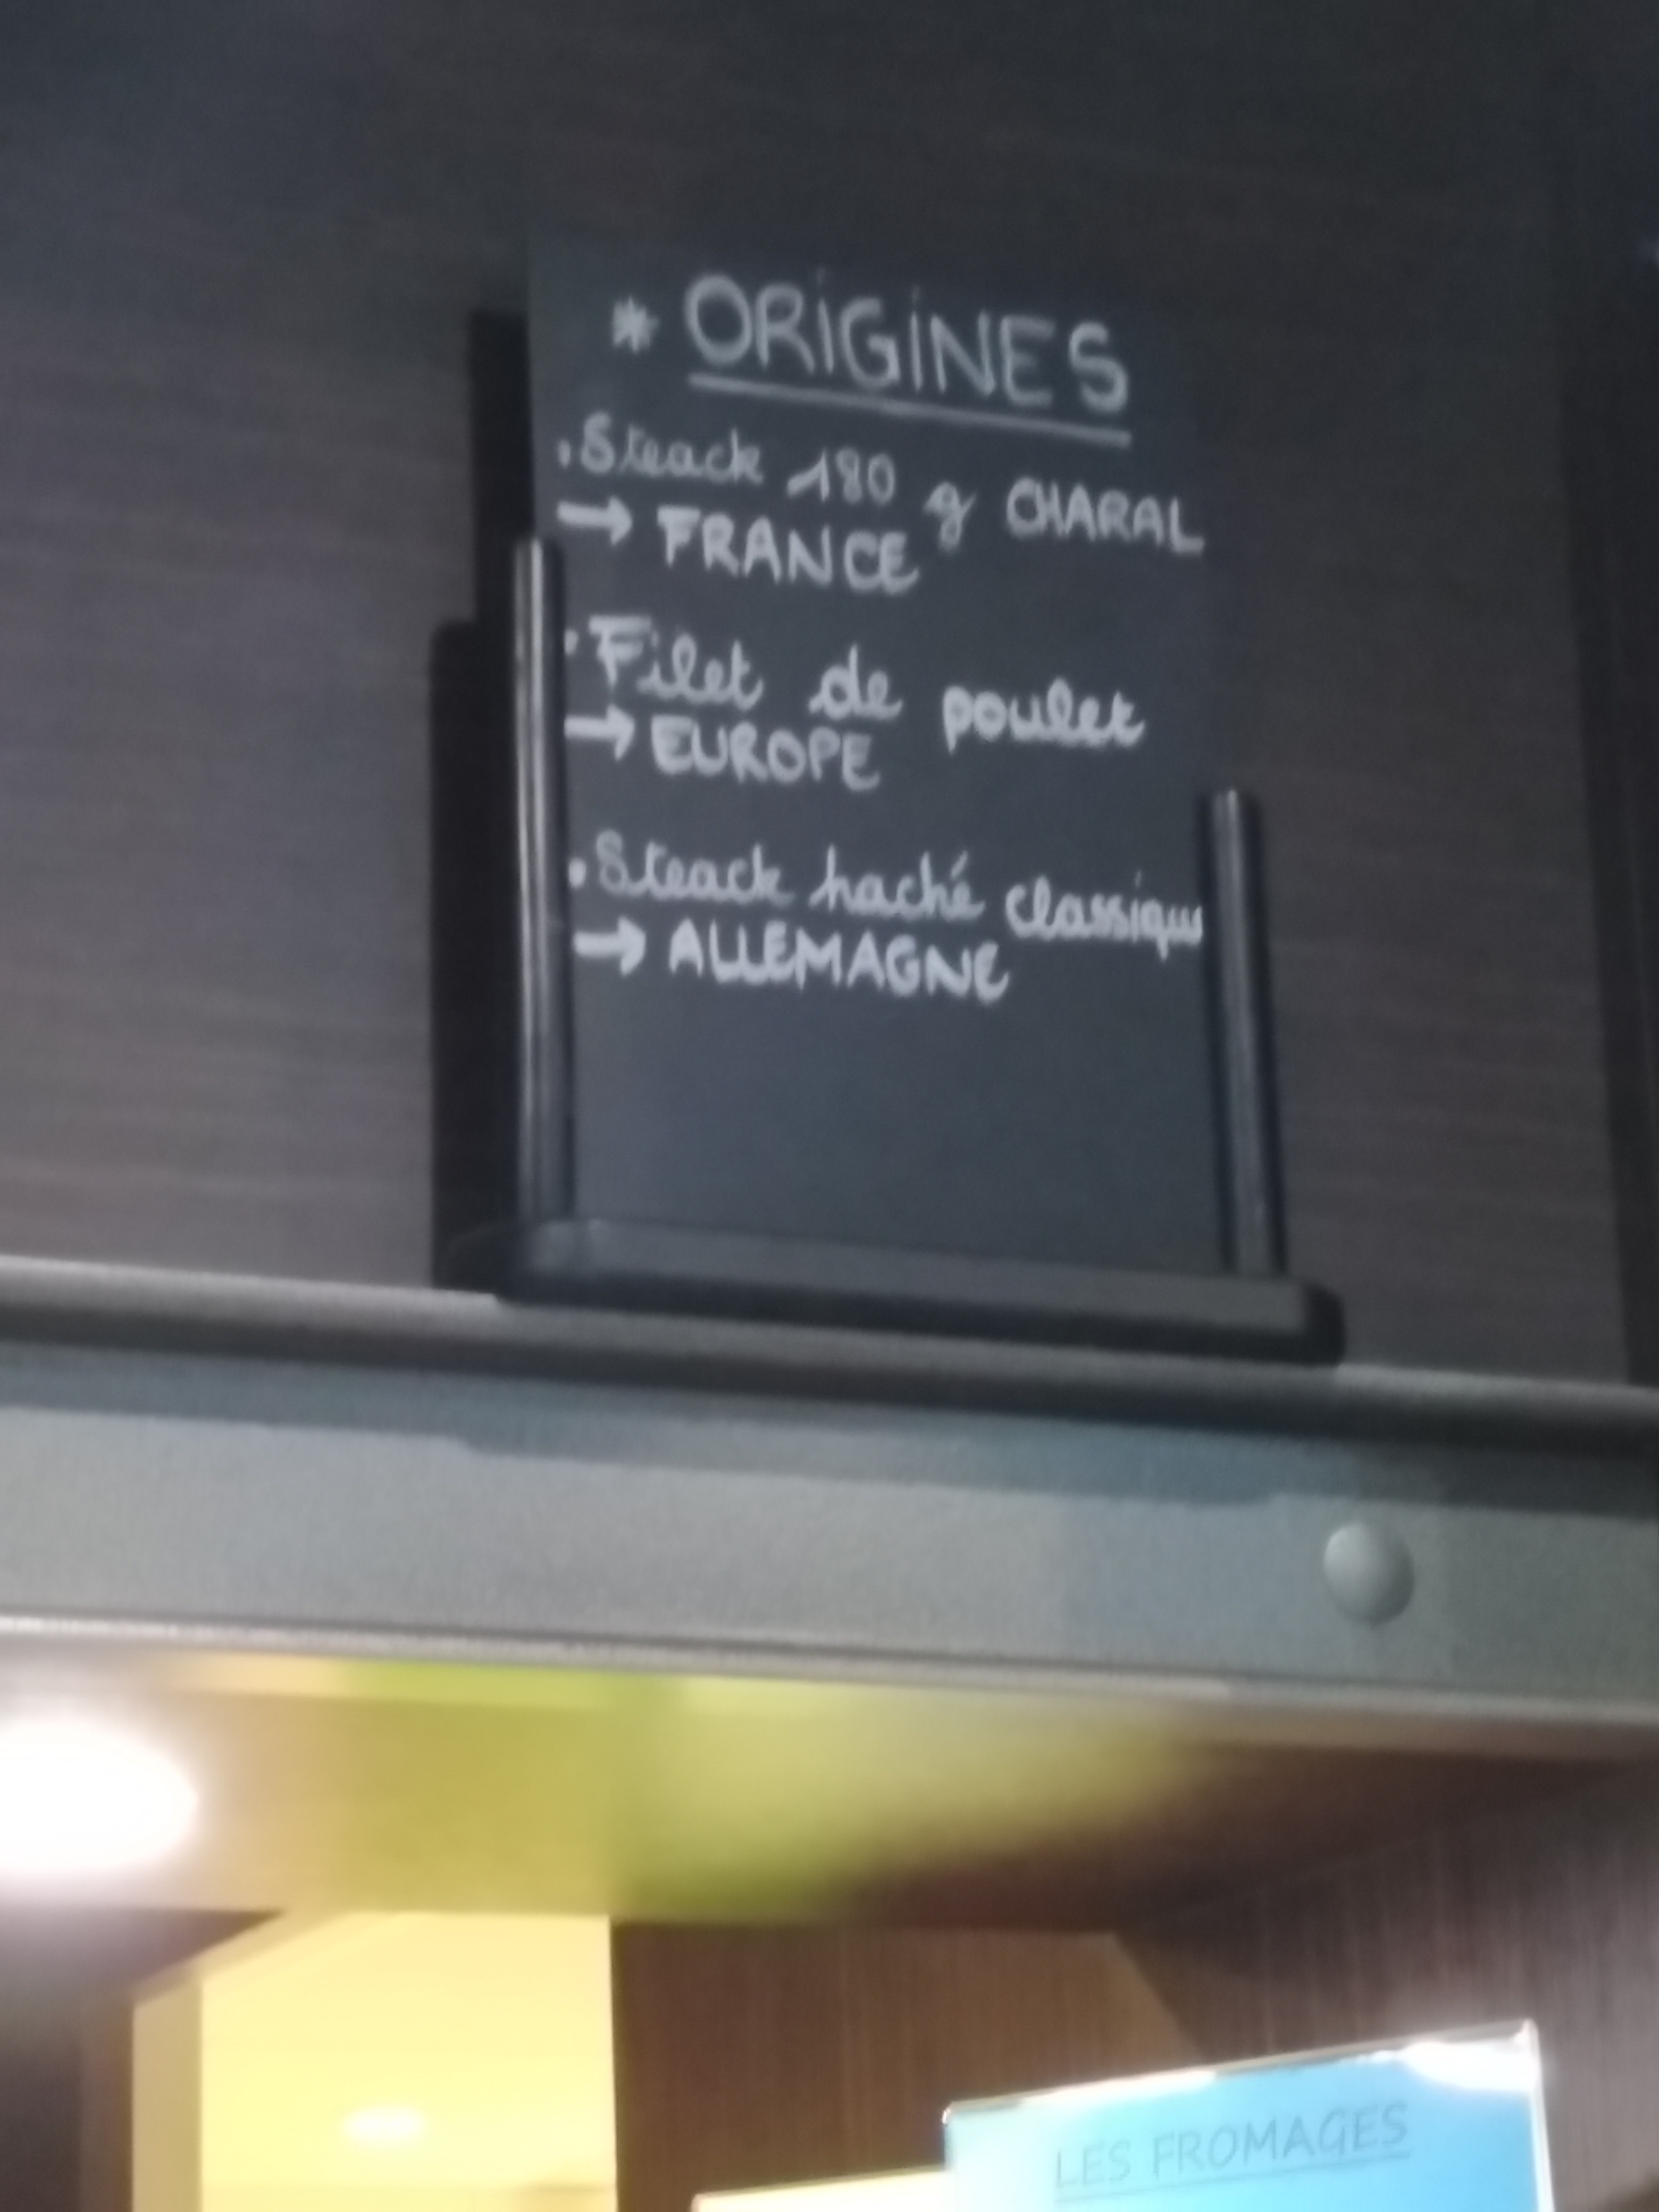 * ORIGINES
. Steack 180 g CHARAL
→ FRANCE
. Filet de poulet
→ EUROPE
. Steack haché classique
→ ALLEMAGNE
LES FROMAGES